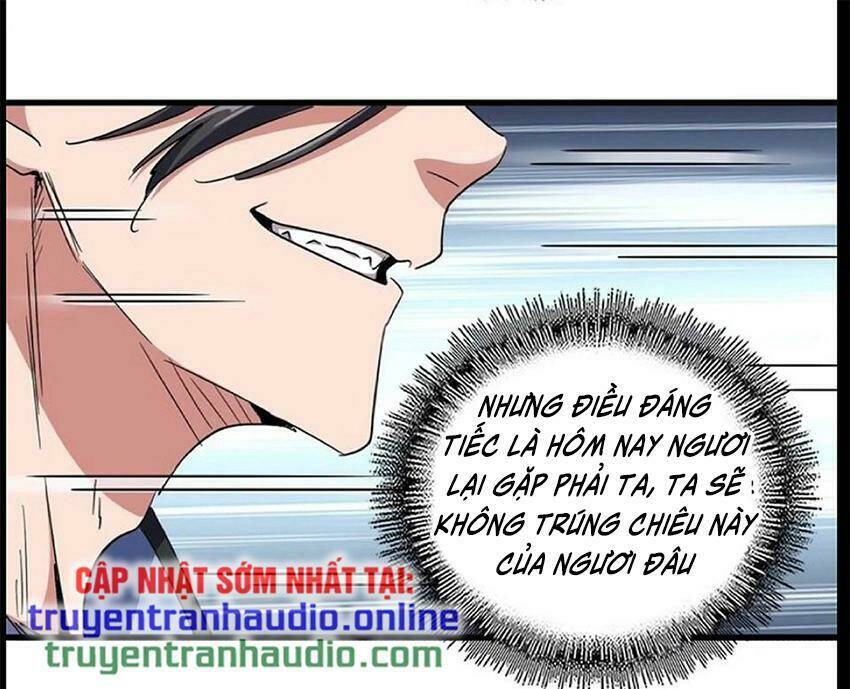 NHƯNG ĐIỀU ĐÁNG
TIẾC LÀ HÔM NAY NGƯƠI
LẠI GẶP PHẢI TA, TA SẼ
KHÔNG TRÚNG CHIÊU NÀY
CỦA NGƯƠI ĐÂU
CẬP NHẬT SỚM NHẤT TẠI:
truyentranhaudio.online
truyentranhaudio.com